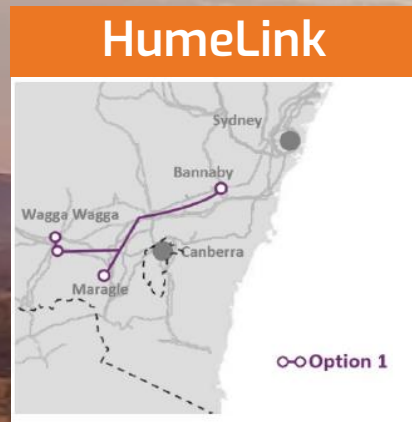 HumeLink
Sydney
Bannaby
Wagga Wagga
Canberra
Maragle
Option 1